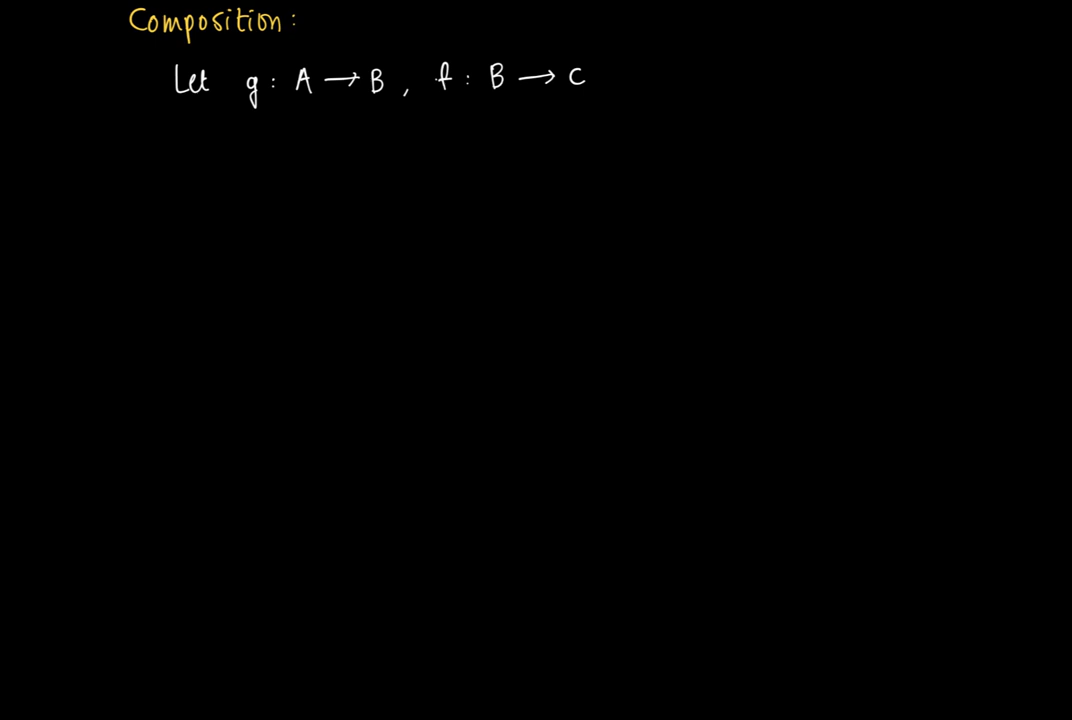 Composition:
Let g: A → B, f: B → C